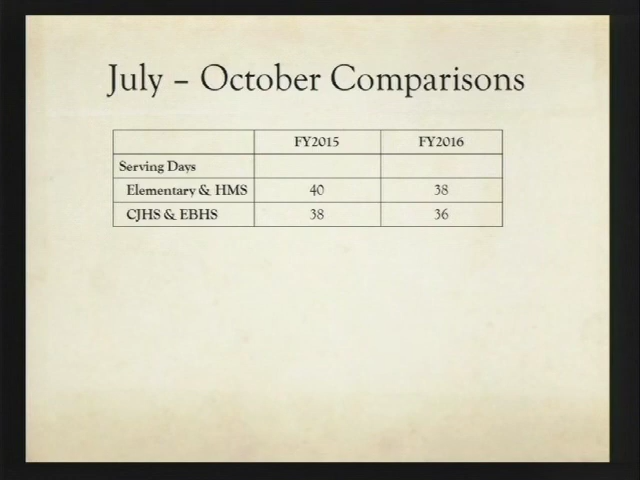 July – October Comparisons
FY2015 FY2016
Serving Days
Elementary & HMS 40 38
CJHS & EBHS 38 36